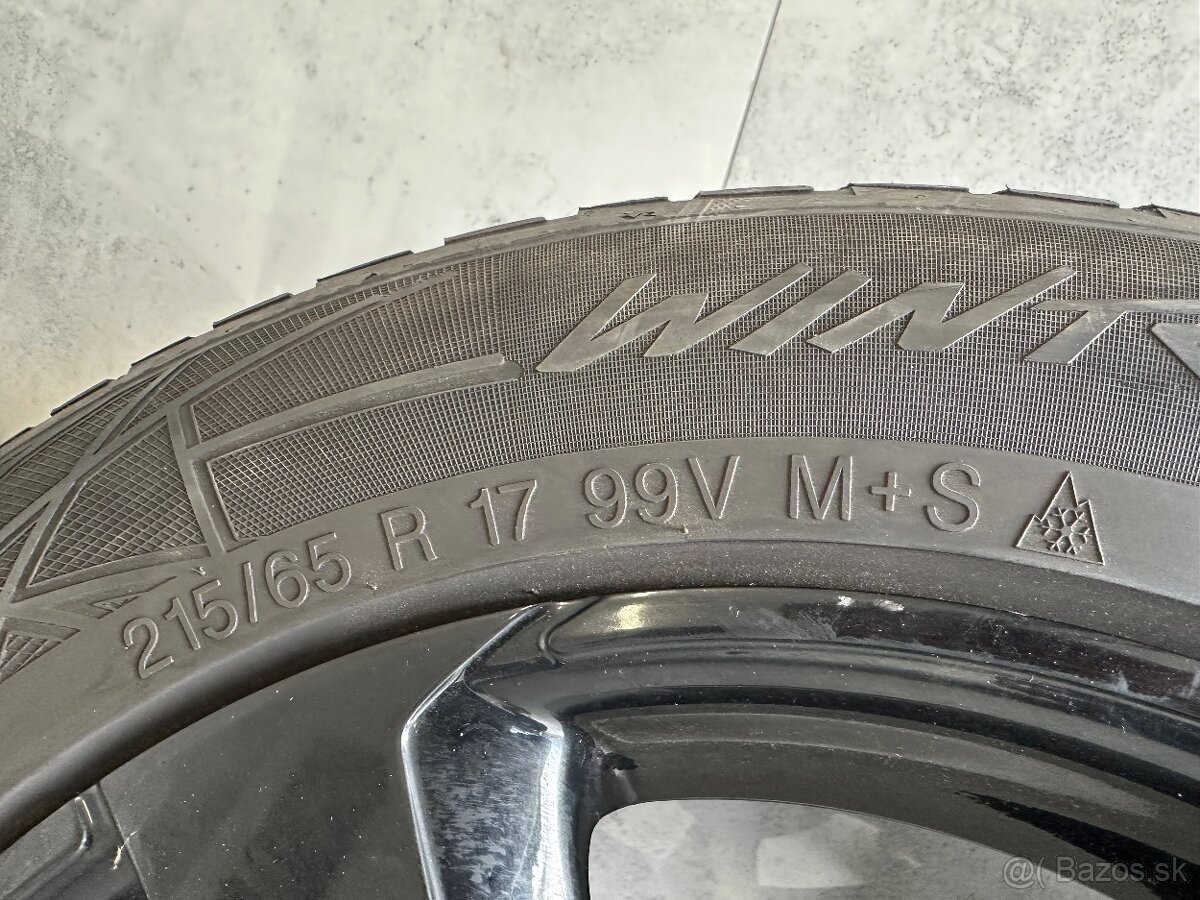 WINT
215/65 R 17 99V M+S
@( Bazos.sk